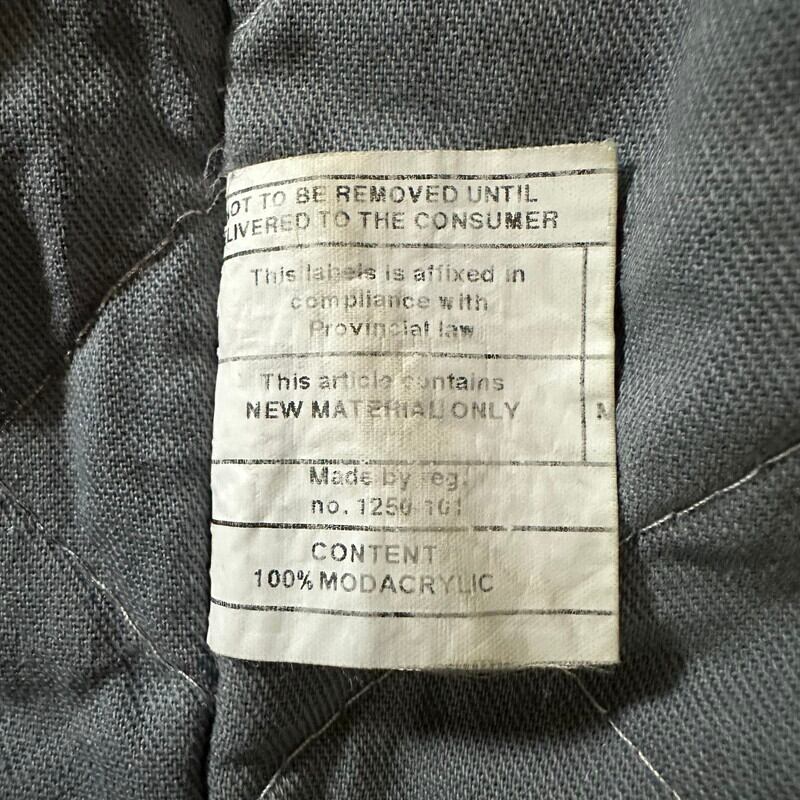 OT TO BE REMOVED UNTIL
LIVERED TO THE CONSUMER
This labels is affixed in
compliance with
Provincial law
This article contains
NEW MATERIAL ONLY
Made by reg.
no. 1250-101
CONTENT
100% MODACRYLIC